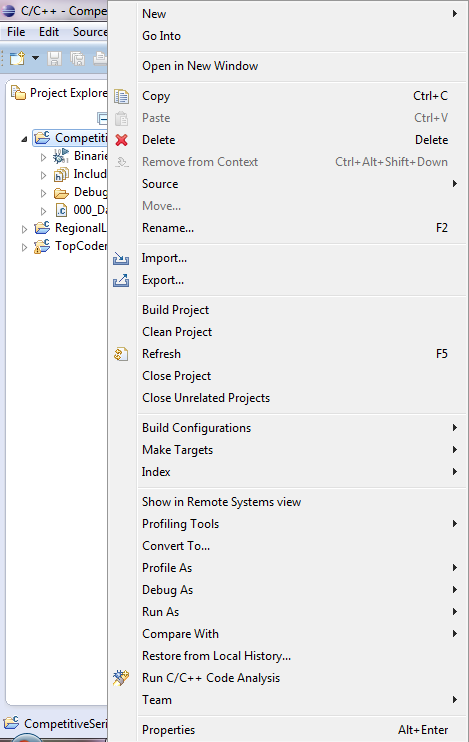 C/C++ - Compe
File Edit Source
Project Explore
Competiti
Binarie
Includ
Debug
000_Da
RegionalL
TopCoder
CompetitiveSeri
New
Go Into
Open in New Window
Copy Ctrl+C
Paste Ctrl+V
Delete Delete
Remove from Context Ctrl+Alt+Shift+Down
Source
Move...
Rename... F2
Import...
Export...
Build Project
Clean Project
Refresh F5
Close Project
Close Unrelated Projects
Build Configurations
Make Targets
Index
Show in Remote Systems view
Profiling Tools
Convert To...
Profile As
Debug As
Run As
Compare With
Restore from Local History...
Run C/C++ Code Analysis
Team
Properties Alt+Enter